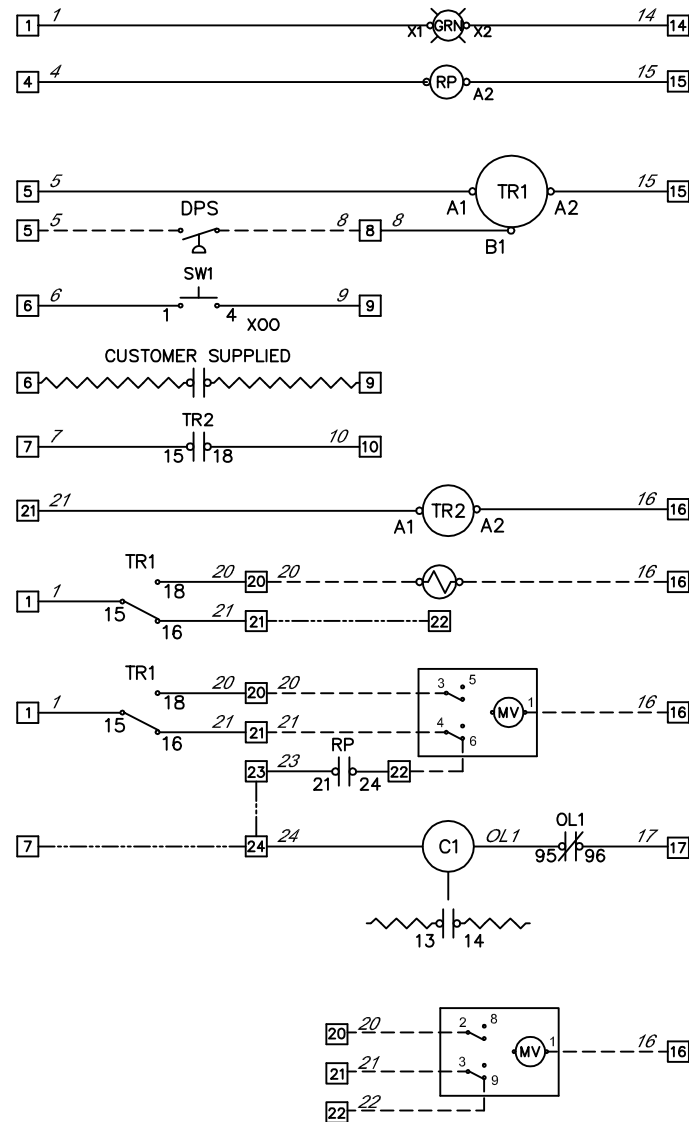 1 1 X1 GRN X2 14 14
4 4 RP A2 15 15
5 5 A1 TR1 A2 15 15
DPS
5 5 8 8 8 B1
SW1
6 6 1 4 9 9
XOO
CUSTOMER SUPPLIED
6 9
TR2
7 7 15 18 10 10
21 21 A1 TR2 A2 16 16
TR1
18 20 20 20 16 16
1 1 15 16 21 21 22
TR1
18 20 20 20 3 5
1 1 15 MV 1 16 16
16 21 21 21 4 6
RP
23 23 21 24 22
OL1
7 24 24 C1 OL1 95 96 17 17
13 14
20 20 2 8
MV 1 16 16
21 21 3 9
22 22